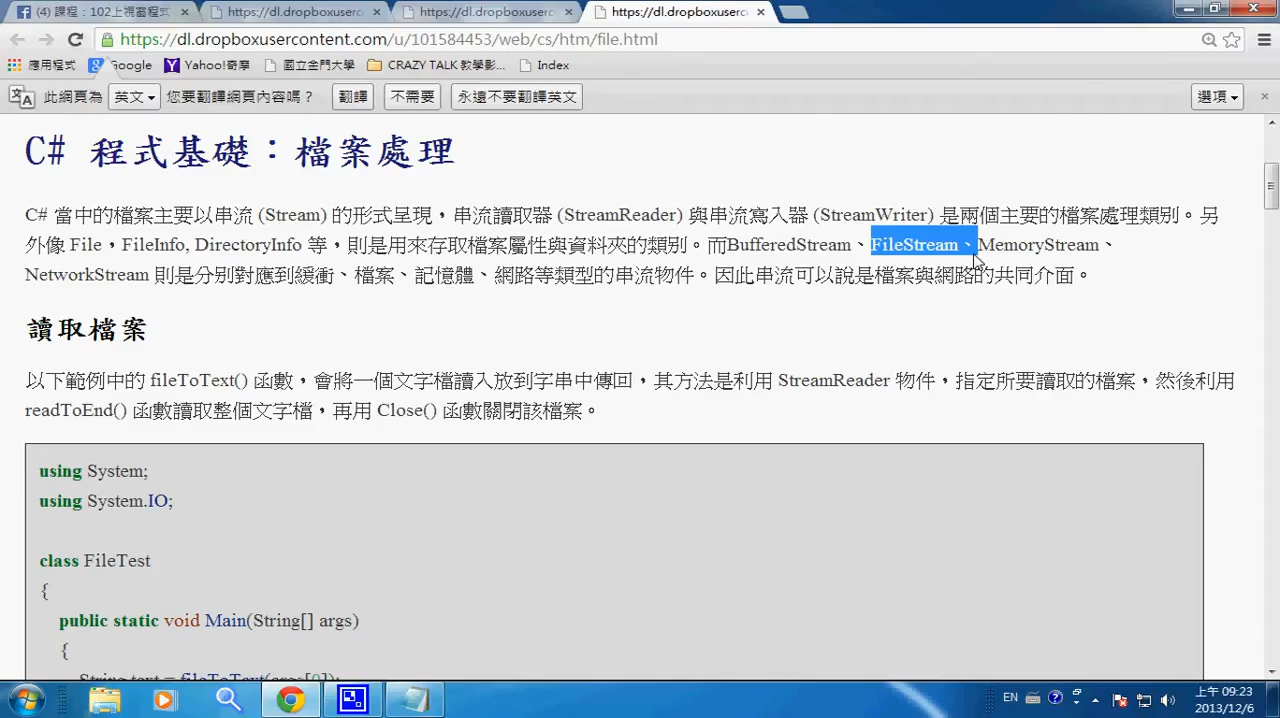 (4) 課程：102上視窗程式
https://dl.dropboxuserc
https://dl.dropboxuserc
https://dl.dropboxuserc
https://dl.dropboxusercontent.com/u/101584453/web/cs/htm/file.html
應用程式 Google Yahoo!奇摩 國立金門大學 CRAZY TALK 教學影... Index
此網頁為 英文 您要翻譯網頁內容嗎？ 翻譯 不需要 永遠不要翻譯英文 選項
C# 程式基礎：檔案處理
C# 當中的檔案主要以串流 (Stream) 的形式呈現，串流讀取器 (StreamReader) 與串流寫入器 (StreamWriter) 是兩個主要的檔案處理類別。另
外像 File，FileInfo, DirectoryInfo 等，則是用來存取檔案屬性與資料夾的類別。而BufferedStream、FileStream、MemoryStream、
NetworkStream 則是分別對應到緩衝、檔案、記憶體、網路等類型的串流物件。因此串流可以說是檔案與網路的共同介面。
讀取檔案
以下範例中的 fileToText() 函數，會將一個文字檔讀入放到字串中傳回，其方法是利用 StreamReader 物件，指定所要讀取的檔案，然後利用
readToEnd() 函數讀取整個文字檔，再用 Close() 函數關閉該檔案。
using System;
using System.IO;
class FileTest
{
public static void Main(String[] args)
{
String text = fileToText(args[0]);
EN
上午 09:23
2013/12/6